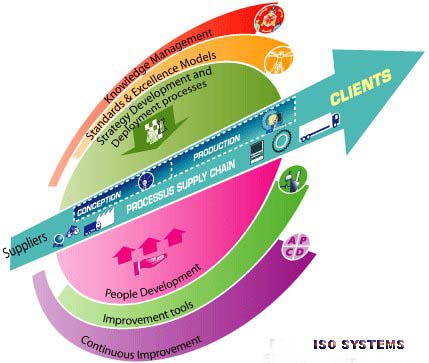 Knowledge Management
Standards & Excellence Models
Strategy Development and
Deployment processes
CLIENTS
PRODUCTION
CONCEPTION
PROCESSUS SUPPLY CHAIN
Suppliers
People Development
Improvement tools
Continuous Improvement
A P
C D
ISO SYSTEMS